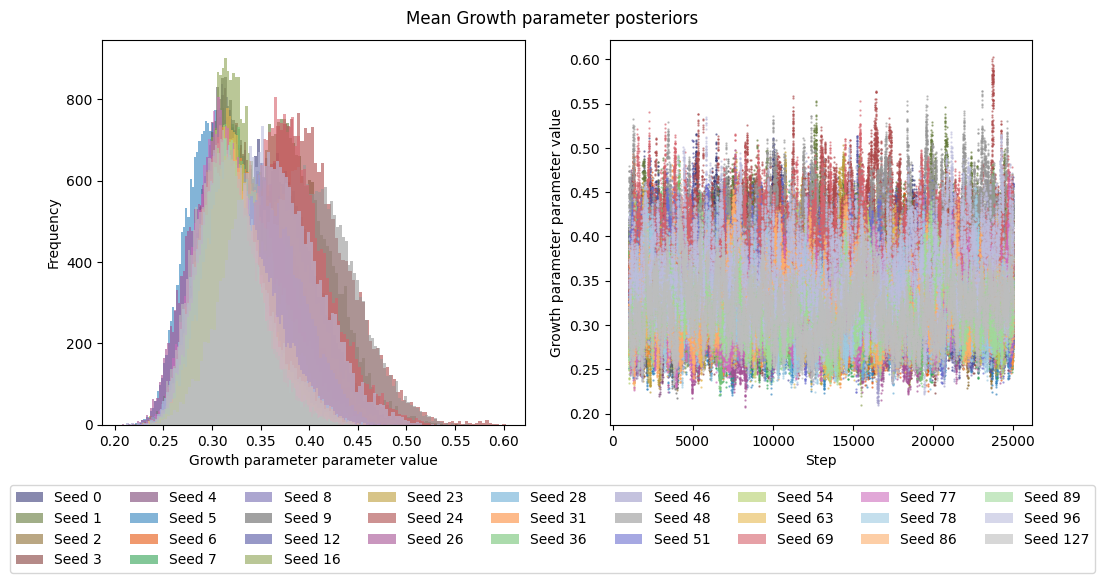 Mean Growth parameter posteriors
Frequency
800
600
400
200
0
0.20 0.25 0.30 0.35 0.40 0.45 0.50 0.55 0.60
Growth parameter parameter value
Growth parameter value
0.60
0.55
0.50
0.45
0.40
0.35
0.30
0.25
0.20
0 5000 10000 15000 20000 25000
Step
Seed 0 Seed 4 Seed 8 Seed 23 Seed 28 Seed 46 Seed 54 Seed 77 Seed 89
Seed 1 Seed 5 Seed 9 Seed 24 Seed 31 Seed 48 Seed 63 Seed 78 Seed 96
Seed 2 Seed 6 Seed 12 Seed 26 Seed 36 Seed 51 Seed 69 Seed 86 Seed 127
Seed 3 Seed 7 Seed 16